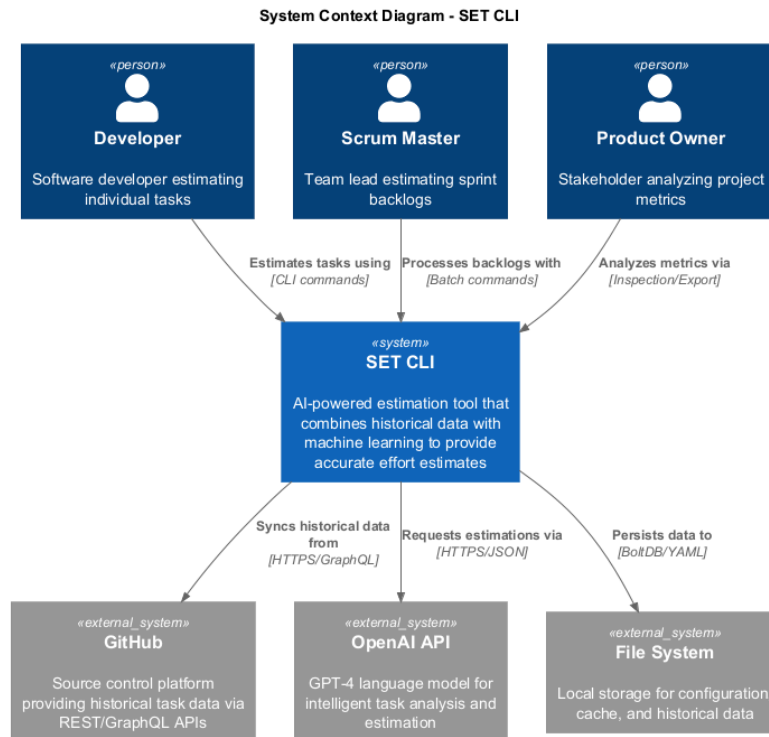 System Context Diagram - SET CLI
«person»
Developer
Software developer estimating
individual tasks
«person»
Scrum Master
Team lead estimating sprint
backlogs
«person»
Product Owner
Stakeholder analyzing project
metrics
Estimates tasks using
[CLI commands]
Processes backlogs with
[Batch commands]
Analyzes metrics via
[Inspection/Export]
«system»
SET CLI
AI-powered estimation tool that
combines historical data with
machine learning to provide
accurate effort estimates
Syncs historical data
from
[HTTPS/GraphQL]
Requests estimations via
[HTTPS/JSON]
Persists data to
[BoltDB/YAML]
«external_system»
GitHub
Source control platform
providing historical task data via
REST/GraphQL APIs
«external_system»
OpenAI API
GPT-4 language model for
intelligent task analysis and
estimation
«external_system»
File System
Local storage for configuration,
cache, and historical data